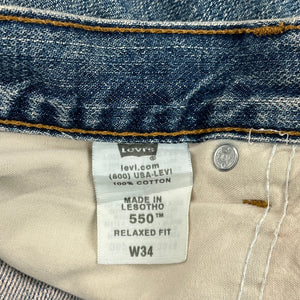 Levi's
levi.com
(800) USA-LEVI
100% COTTON
MADE IN
LESOTHO
550™
RELAXED FIT
W34